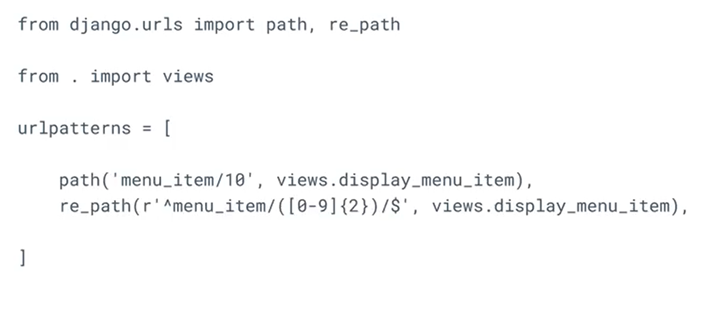 from django.urls import path, re_path
from . import views
urlpatterns = [
    path('menu_item/10', views.display_menu_item),
    re_path(r'^menu_item/([0-9]{2})/$', views.display_menu_item),
]